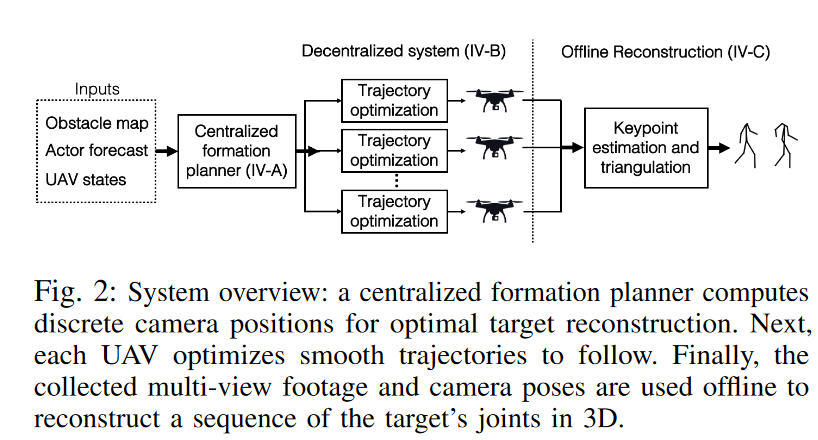 Decentralized system (IV-B)
Offline Reconstruction (IV-C)
Inputs
Obstacle map
Actor forecast
UAV states
Centralized
formation
planner (IV-A)
Trajectory
optimization
Trajectory
optimization
Trajectory
optimization
Keypoint
estimation and
triangulation
Fig. 2: System overview: a centralized formation planner computes
discrete camera positions for optimal target reconstruction. Next,
each UAV optimizes smooth trajectories to follow. Finally, the
collected multi-view footage and camera poses are used offline to
reconstruct a sequence of the target's joints in 3D.